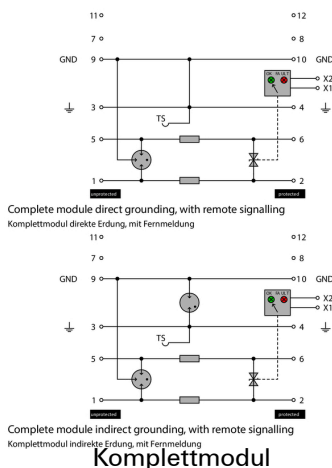 11 12
7 8
GND 9 10 GND
OK FAULT
X2
X1
3 4
TS
5 6
1 2
unprotected protected
Complete module direct grounding, with remote signalling
Komplettmodul direkte Erdung, mit Fernmeldung
11 12
7 8
GND 9 10 GND
OK FAULT
X2
X1
3 4
TS
5 6
1 2
unprotected protected
Complete module indirect grounding, with remote signalling
Komplettmodul indirekte Erdung, mit Fernmeldung
Komplettmodul